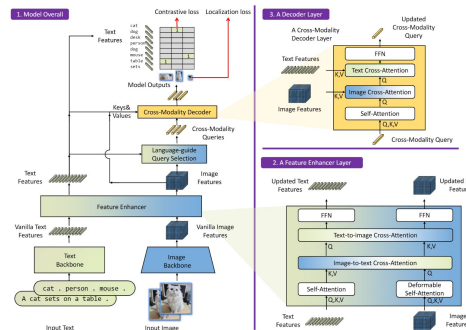 1. Model Overall
Contrastive loss
Localization loss
Text
Features
cat
dog
desk
person
dog
mouse
table
sets
1
1
Model Outputs
Keys&
Values
Cross-Modality Decoder
Cross-Modality
Queries
Language-guide
Query Selection
Text
Features
Image
Features
Feature Enhancer
Vanilla Text
Features
Vanilla Image
Features
Text
Backbone
Image
Backbone
cat . person . mouse .
A cat sets on a table .
Input Text
Input Image
3. A Decoder Layer
Updated
Cross-Modality
Query
A Cross-Modality
Decoder Layer
FFN
Text Features
K,V
Text Cross-Attention
Q
K,V
Image Cross-Attention
Q
Image Features
Self-Attention
Q,K,V
Cross-Modality Query
2. A Feature Enhancer Layer
Updated Text
Features
Updated
Features
FFN
FFN
Text-to-image Cross-Attention
Q
K,V
Image-to-text Cross-Attention
K,V
Q
Self-Attention
Deformable
Self-Attention
Q,K,V
Q,K,V
Text
Features
Image
Features